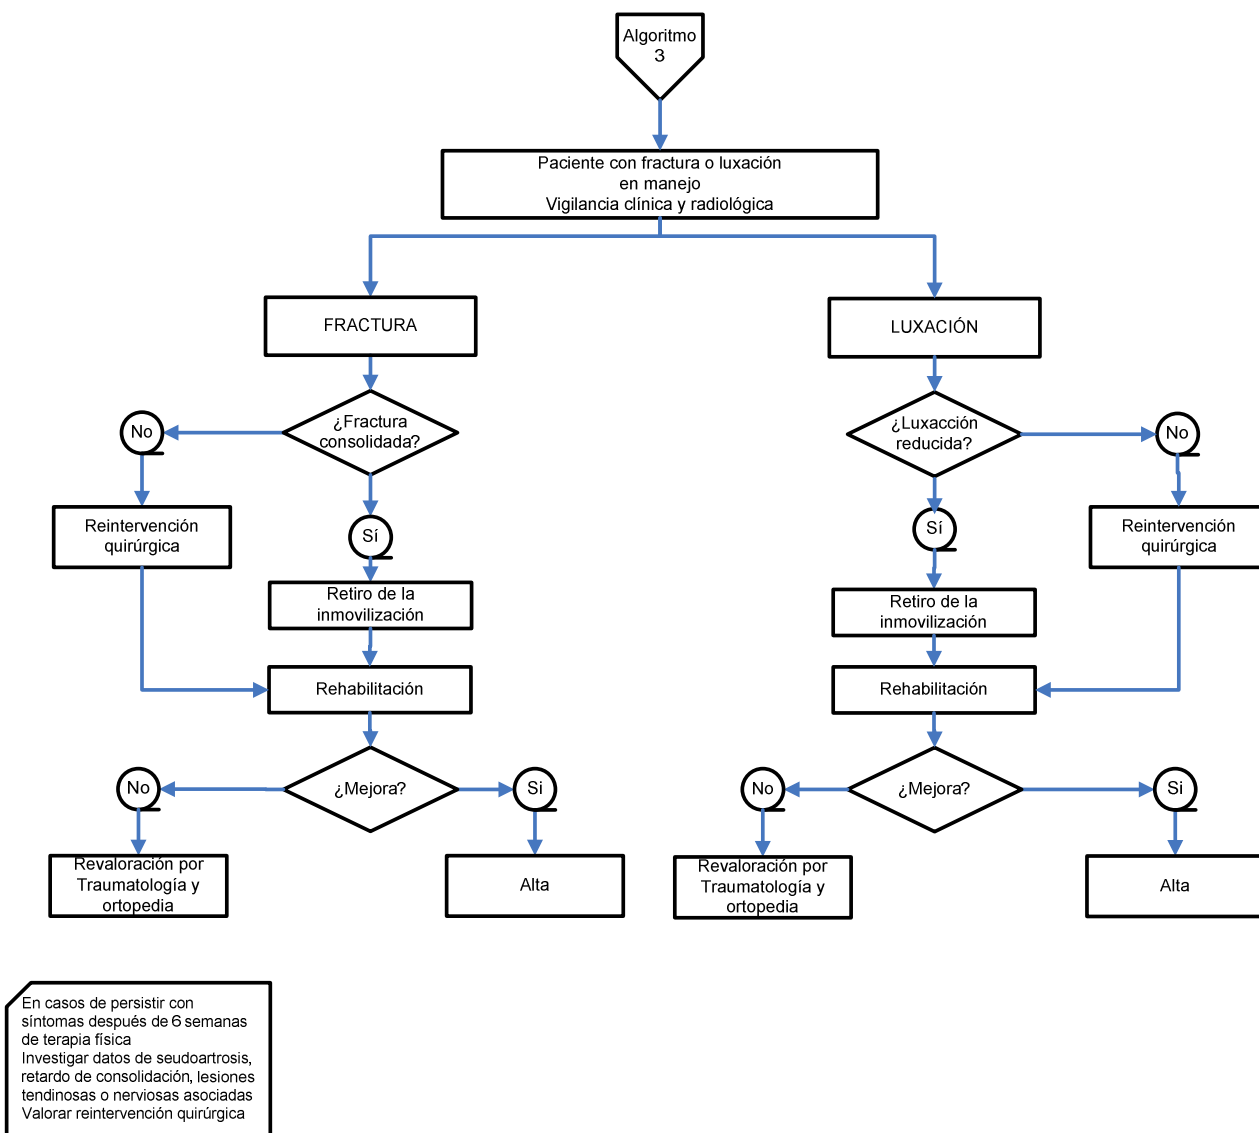 Algoritmo
3
Paciente con fractura o luxación
en manejo
Vigilancia clínica y radiológica
FRACTURA
LUXACIÓN
¿Fractura
consolidada?
No
Sí
¿Luxacción
reducida?
No
Sí
Reintervención
quirúrgica
Reintervención
quirúrgica
Retiro de la
inmovilización
Retiro de la
inmovilización
Rehabilitación
Rehabilitación
No
¿Mejora?
Si
No
¿Mejora?
Si
Revaloración por
Traumatología y
ortopedia
Alta
Revaloración por
Traumatología y
ortopedia
Alta
En casos de persistir con
síntomas después de 6 semanas
de terapia física
Investigar datos de seudoartrosis,
retardo de consolidación, lesiones
tendinosas o nerviosas asociadas
Valorar reintervención quirúrgica